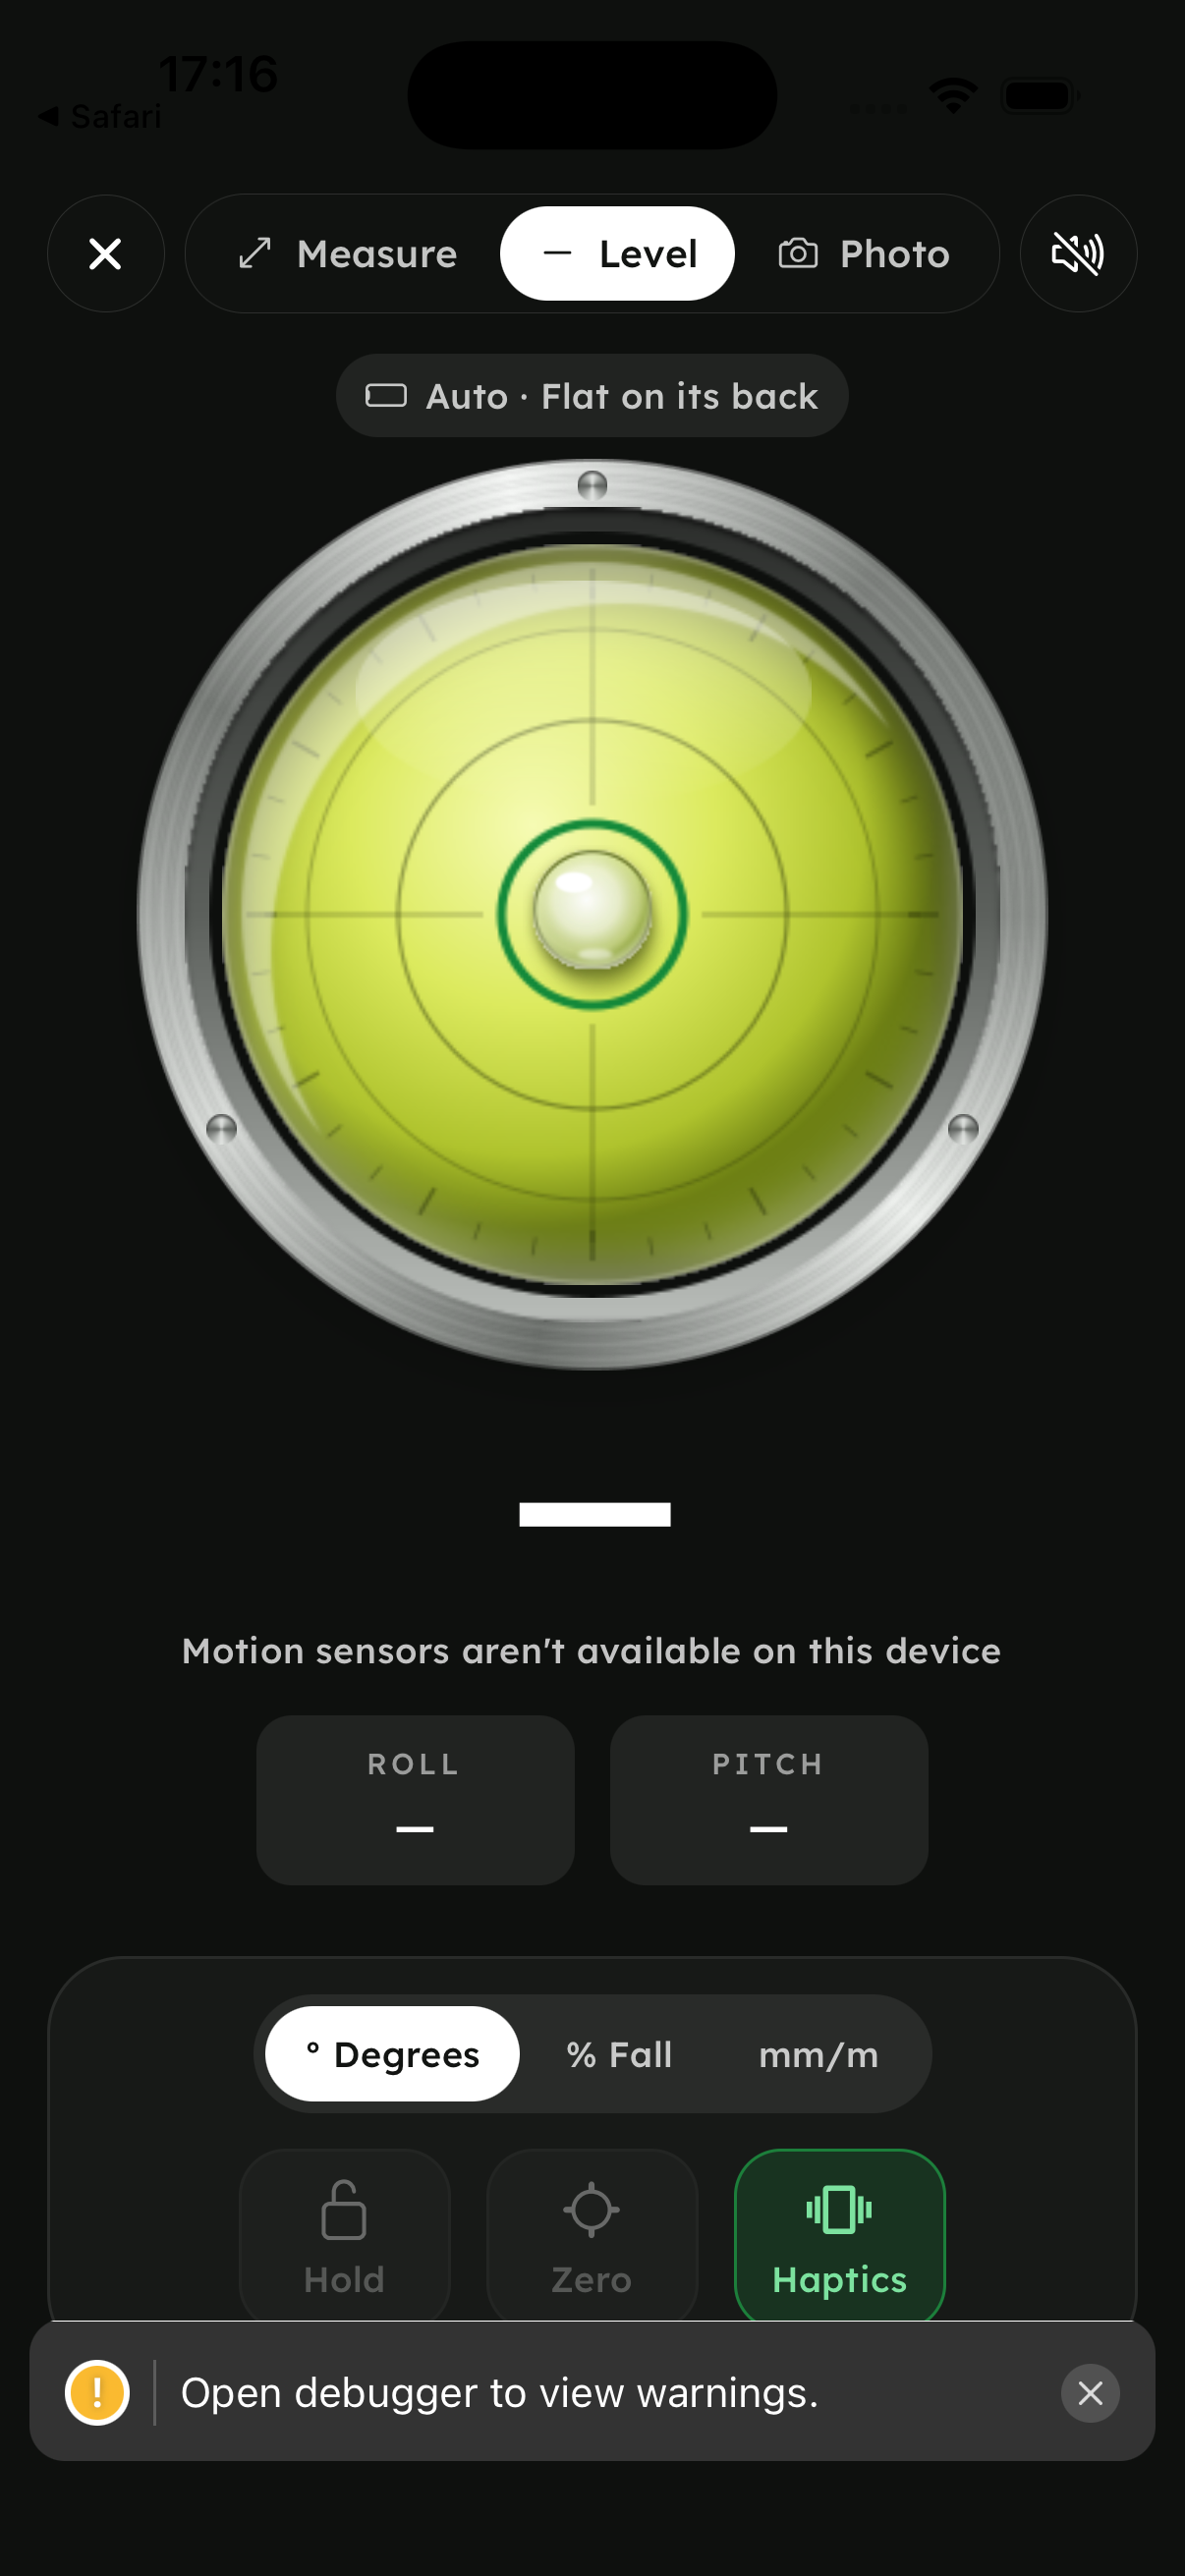 17:16
◀ Safari
Measure
Level
Photo
Auto · Flat on its back
—
Motion sensors aren't available on this device
ROLL
PITCH
—
—
° Degrees
% Fall
mm/m
Hold
Zero
Haptics
! Open debugger to view warnings.